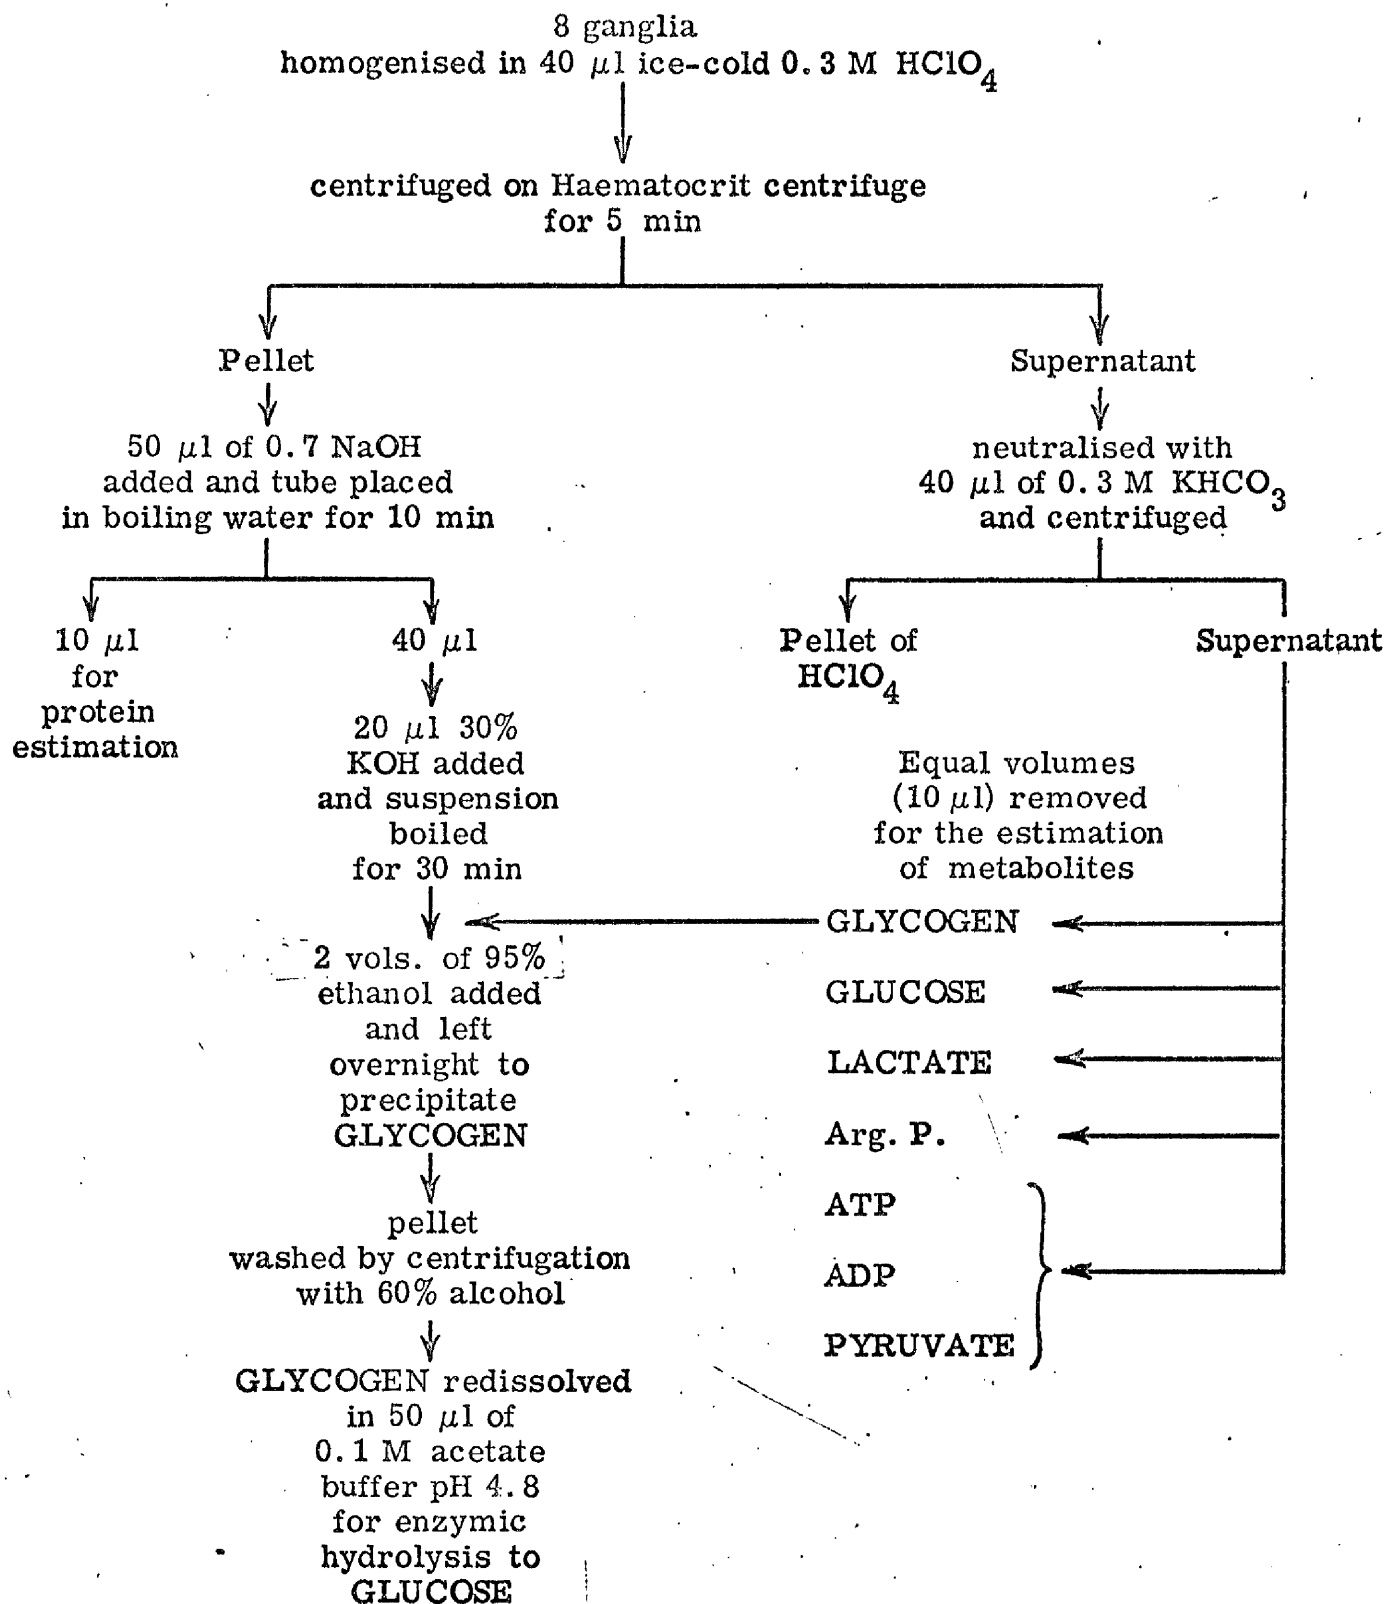 8 ganglia
homogenised in 40 μl ice-cold 0.3 M HClO4
centrifuged on Haematocrit centrifuge
for 5 min
Pellet
50 μl of 0.7 NaOH
added and tube placed
in boiling water for 10 min
10 μl
for
protein
estimation
40 μl
20 μl 30%
KOH added
and suspension
boiled
for 30 min
2 vols. of 95%
ethanol added
and left
overnight to
precipitate
GLYCOGEN
pellet
washed by centrifugation
with 60% alcohol
GLYCOGEN redissolved
in 50 μl of
0.1 M acetate
buffer pH 4.8
for enzymic
hydrolysis to
GLUCOSE
Supernatant
neutralised with
40 μl of 0.3 M KHCO3
and centrifuged
Pellet of
HClO4
Supernatant
Equal volumes
(10 μl) removed
for the estimation
of metabolites
GLYCOGEN
GLUCOSE
LACTATE
Arg. P.
ATP
ADP
PYRUVATE